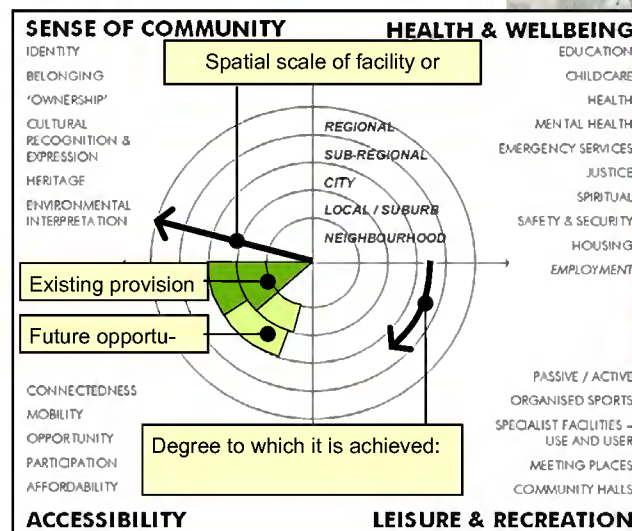 SENSE OF COMMUNITY
IDENTITY
BELONGING
'OWNERSHIP'
CULTURAL
RECOGNITION &
EXPRESSION
HERITAGE
ENVIRONMENTAL
INTERPRETATION
HEALTH & WELLBEING
EDUCATION
CHILDCARE
HEALTH
MENTAL HEALTH
EMERGENCY SERVICES
JUSTICE
SPIRITUAL
SAFETY & SECURITY
HOUSING
EMPLOYMENT
Spatial scale of facility or
REGIONAL
SUB-REGIONAL
CITY
LOCAL / SUBURB
NEIGHBOURHOOD
Existing provision
Future opportu-
Degree to which it is achieved:
CONNECTEDNESS
MOBILITY
OPPORTUNITY
PARTICIPATION
AFFORDABILITY
ACCESSIBILITY
PASSIVE / ACTIVE
ORGANISED SPORTS
SPECIALIST FACILITIES –
USE AND USER
MEETING PLACES
COMMUNITY HALLS
LEISURE & RECREATION